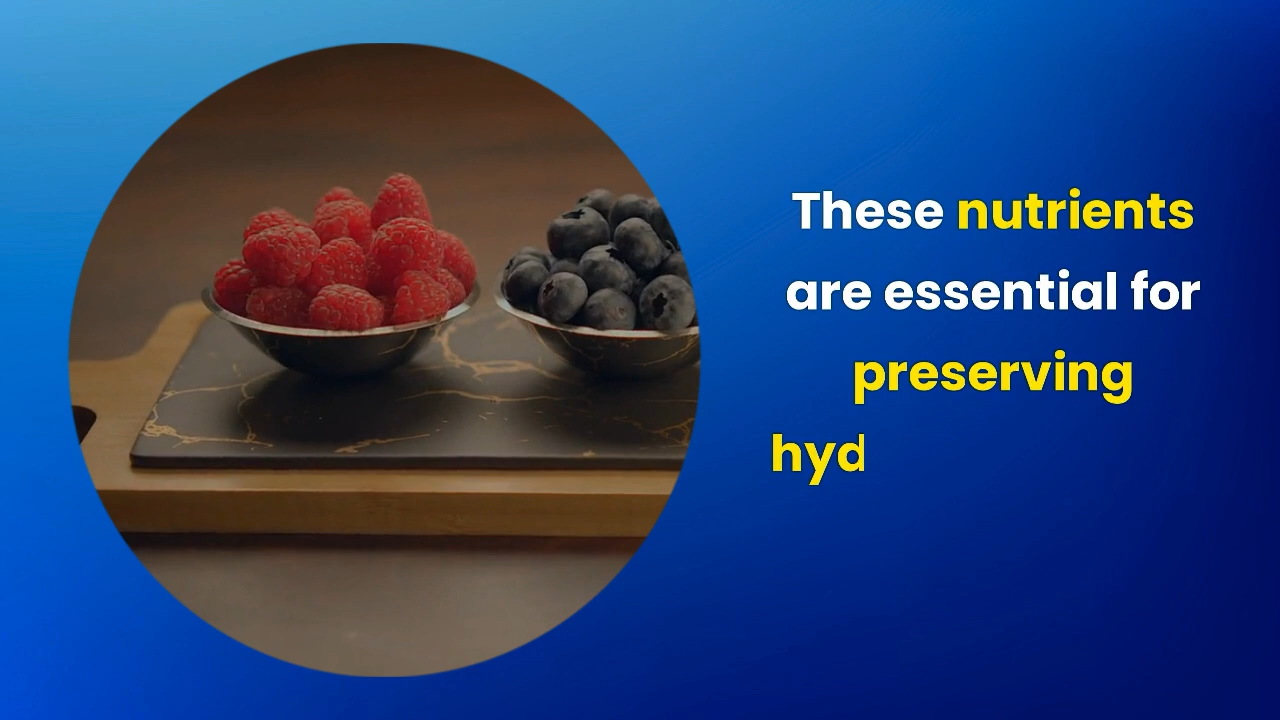 These nutrients
are essential for
preserving
hyd